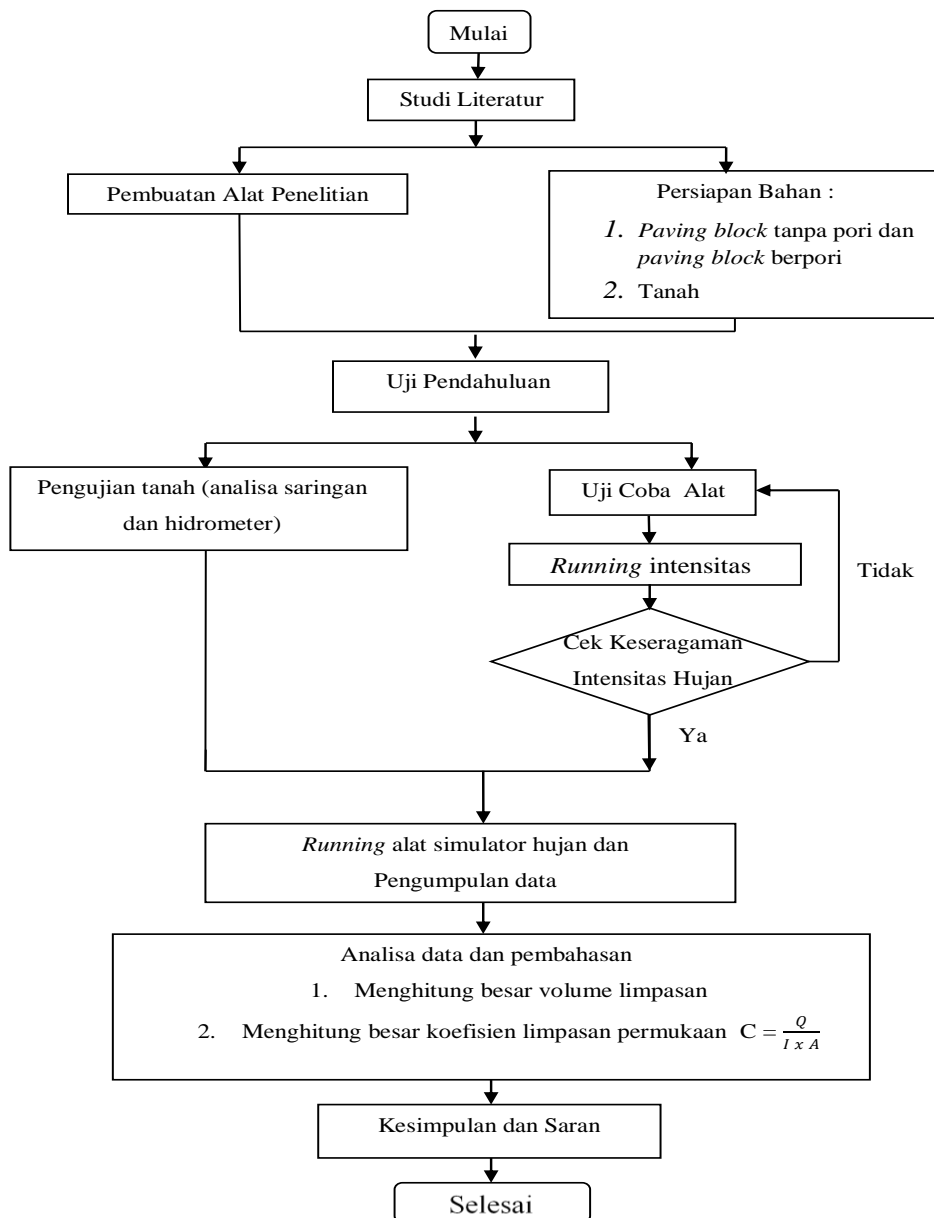 Mulai
Studi Literatur
Pembuatan Alat Penelitian
Persiapan Bahan :
1. Paving block tanpa pori dan
paving block berpori
2. Tanah
Uji Pendahuluan
Pengujian tanah (analisa saringan
dan hidrometer)
Uji Coba Alat
Running intensitas
Tidak
Cek Keseragaman
Intensitas Hujan
Ya
Running alat simulator hujan dan
Pengumpulan data
Analisa data dan pembahasan
1. Menghitung besar volume limpasan
2. Menghitung besar koefisien limpasan permukaan C = Q / I x A
Kesimpulan dan Saran
Selesai